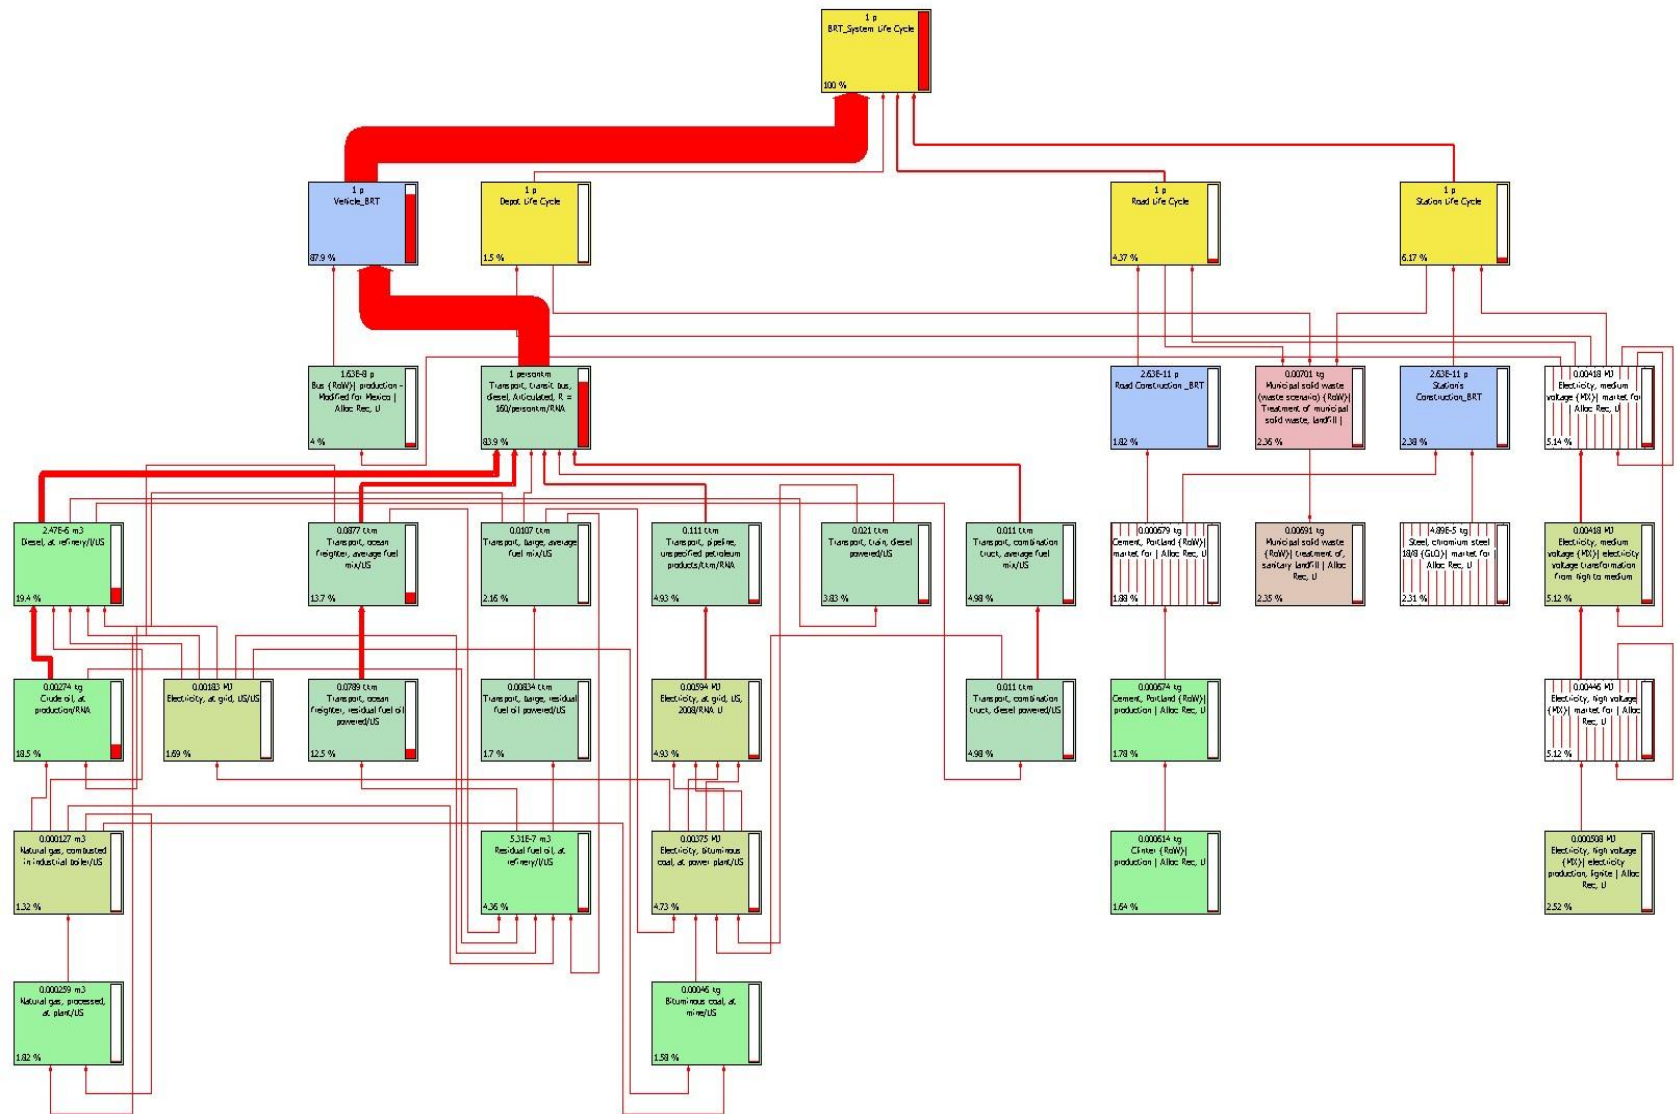 1 p
BRT_System Life Cycle
100 %
1 p
Vehicle_BRT
87.9 %
1 p
Depot Life Cycle
1.5 %
1 p
Road Life Cycle
4.37 %
1 p
Station Life Cycle
6.17 %
1.63E-8 p
Bus {RoW}| production -
Modified for Mexico |
Alloc Rec, U
4 %
1 personkm
Transport, transit bus,
diesel, Articulated, R =
160/personkm/RNA
83.9 %
2.63E-11 p
Road Construction _BRT
1.82 %
0.00701 kg
Municipal solid waste
(waste scenario) {RoW}|
Treatment of municipal
solid waste, landfill |
2.36 %
2.63E-11 p
Station's
Construction_BRT
2.38 %
0.00418 MJ
Electricity, medium
voltage {MX}| market for
| Alloc Rec, U
5.14 %
2.47E-6 m3
Diesel, at refinery/l/US
19.4 %
0.0877 tkm
Transport, ocean
freighter, average fuel
mix/US
13.7 %
0.0107 tkm
Transport, barge, average
fuel mix/US
2.16 %
0.111 tkm
Transport, pipeline,
unspecified petroleum
products/tkm/RNA
4.93 %
0.021 tkm
Transport, train, diesel
powered/US
3.83 %
0.011 tkm
Transport, combination
truck, average fuel
mix/US
4.98 %
0.000679 kg
Cement, Portland {RoW}|
market for | Alloc Rec, U
1.88 %
0.00691 kg
Municipal solid waste
{RoW}| treatment of,
sanitary landfill | Alloc
Rec, U
2.35 %
4.89E-5 kg
Steel, chromium steel
18/8 {GLO}| market for |
Alloc Rec, U
2.31 %
0.00418 MJ
Electricity, medium
voltage {MX}| electricity
voltage transformation
from high to medium
5.12 %
0.00274 kg
Crude oil, at
production/RNA
18.5 %
0.00183 MJ
Electricity, at grid, US/US
1.69 %
0.0789 tkm
Transport, ocean
freighter, residual fuel oil
powered/US
12.5 %
0.00834 tkm
Transport, barge, residual
fuel oil powered/US
1.7 %
0.00594 MJ
Electricity, at grid, US,
2008/RNA U
4.93 %
0.011 tkm
Transport, combination
truck, diesel powered/US
4.98 %
0.000674 kg
Cement, Portland {RoW}|
production | Alloc Rec, U
1.78 %
0.00446 MJ
Electricity, high voltage
{MX}| market for | Alloc
Rec, U
5.12 %
0.000127 m3
Natural gas, combusted
in industrial boiler/US
1.32 %
5.31E-7 m3
Residual fuel oil, at
refinery/l/US
4.36 %
0.00375 MJ
Electricity, bituminous
coal, at power plant/US
4.73 %
0.000614 kg
Clinker {RoW}|
production | Alloc Rec, U
1.64 %
0.000508 MJ
Electricity, high voltage
{MX}| electricity
production, lignite | Alloc
Rec, U
2.52 %
0.000259 m3
Natural gas, processed,
at plant/US
1.82 %
0.00046 kg
Bituminous coal, at
mine/US
1.58 %